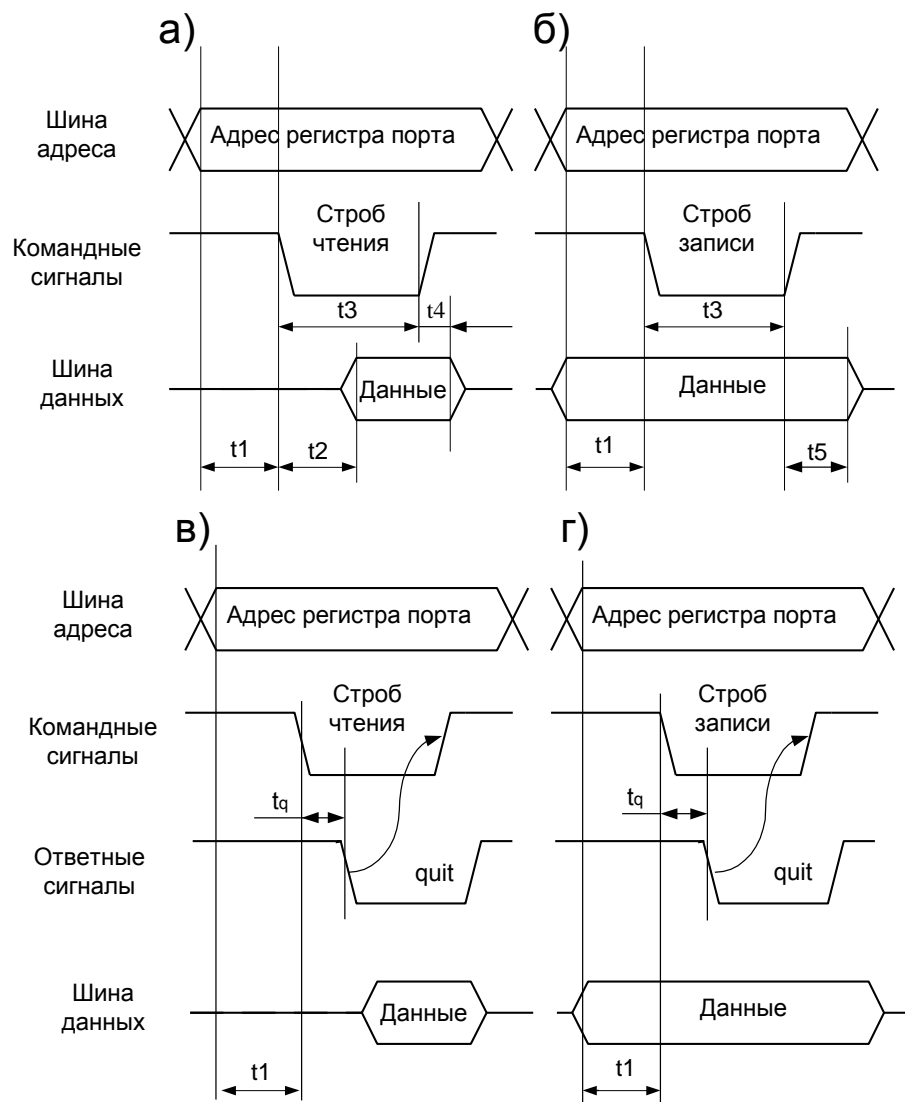 а)
б)
Шина
адреса
Адрес регистра порта
Адрес регистра порта
Командные
сигналы
Строб
чтения
Строб
записи
t3
t4
t3
Шина
данных
Данные
Данные
t1
t2
t1
t5
в)
г)
Шина
адреса
Адрес регистра порта
Адрес регистра порта
Командные
сигналы
Строб
чтения
Строб
записи
tq
tq
Ответные
сигналы
quit
quit
Шина
данных
Данные
Данные
t1
t1